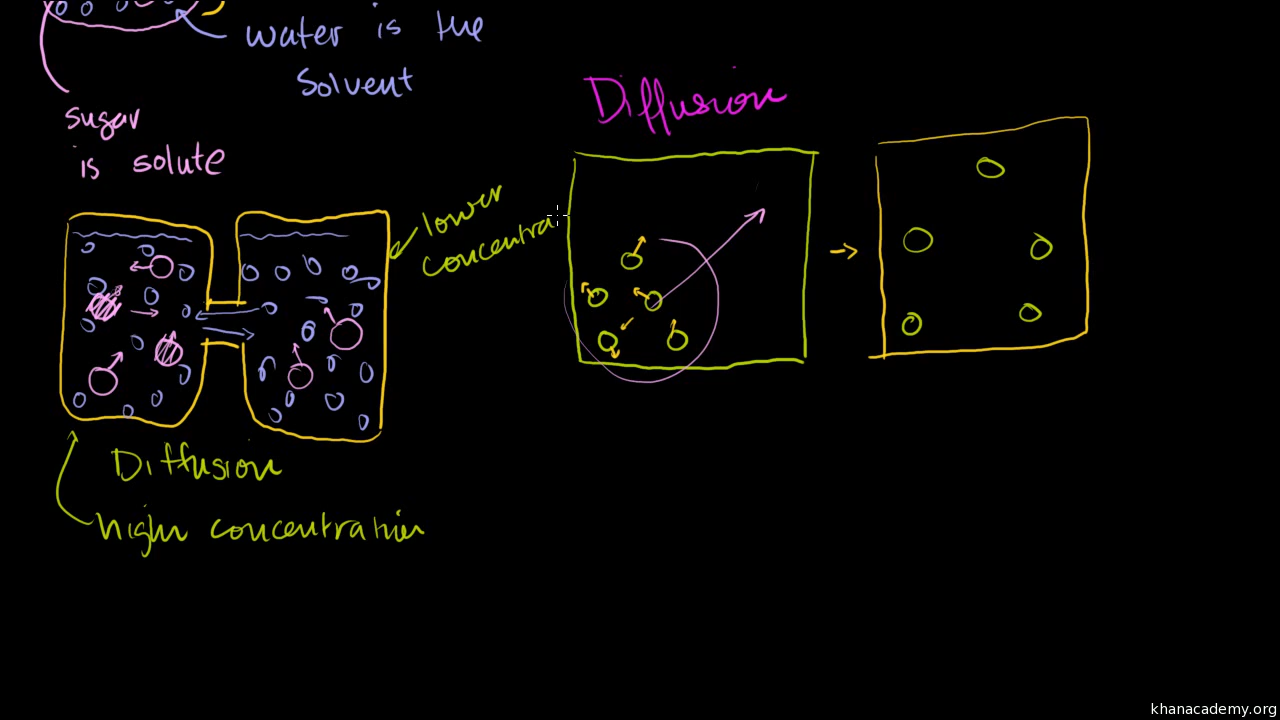 water is the
Solvent
sugar
is solute
Diffusion
lower
concentra
Diffusion
high concentration
khanacademy.org